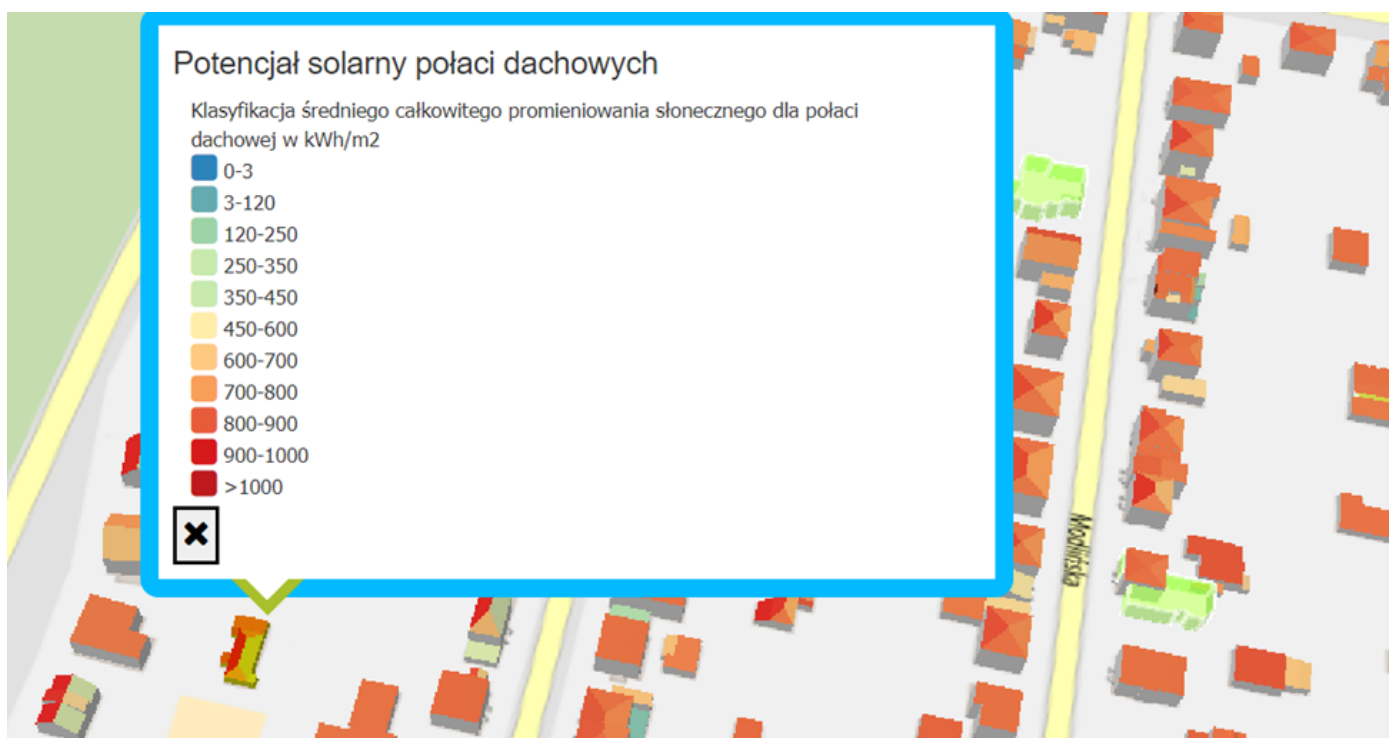 Potencjał solarny połaci dachowych
Klasyfikacja średniego całkowitego promieniowania słonecznego dla połaci
dachowej w kWh/m2
0-3
3-120
120-250
250-350
350-450
450-600
600-700
700-800
800-900
900-1000
>1000
Modlińska